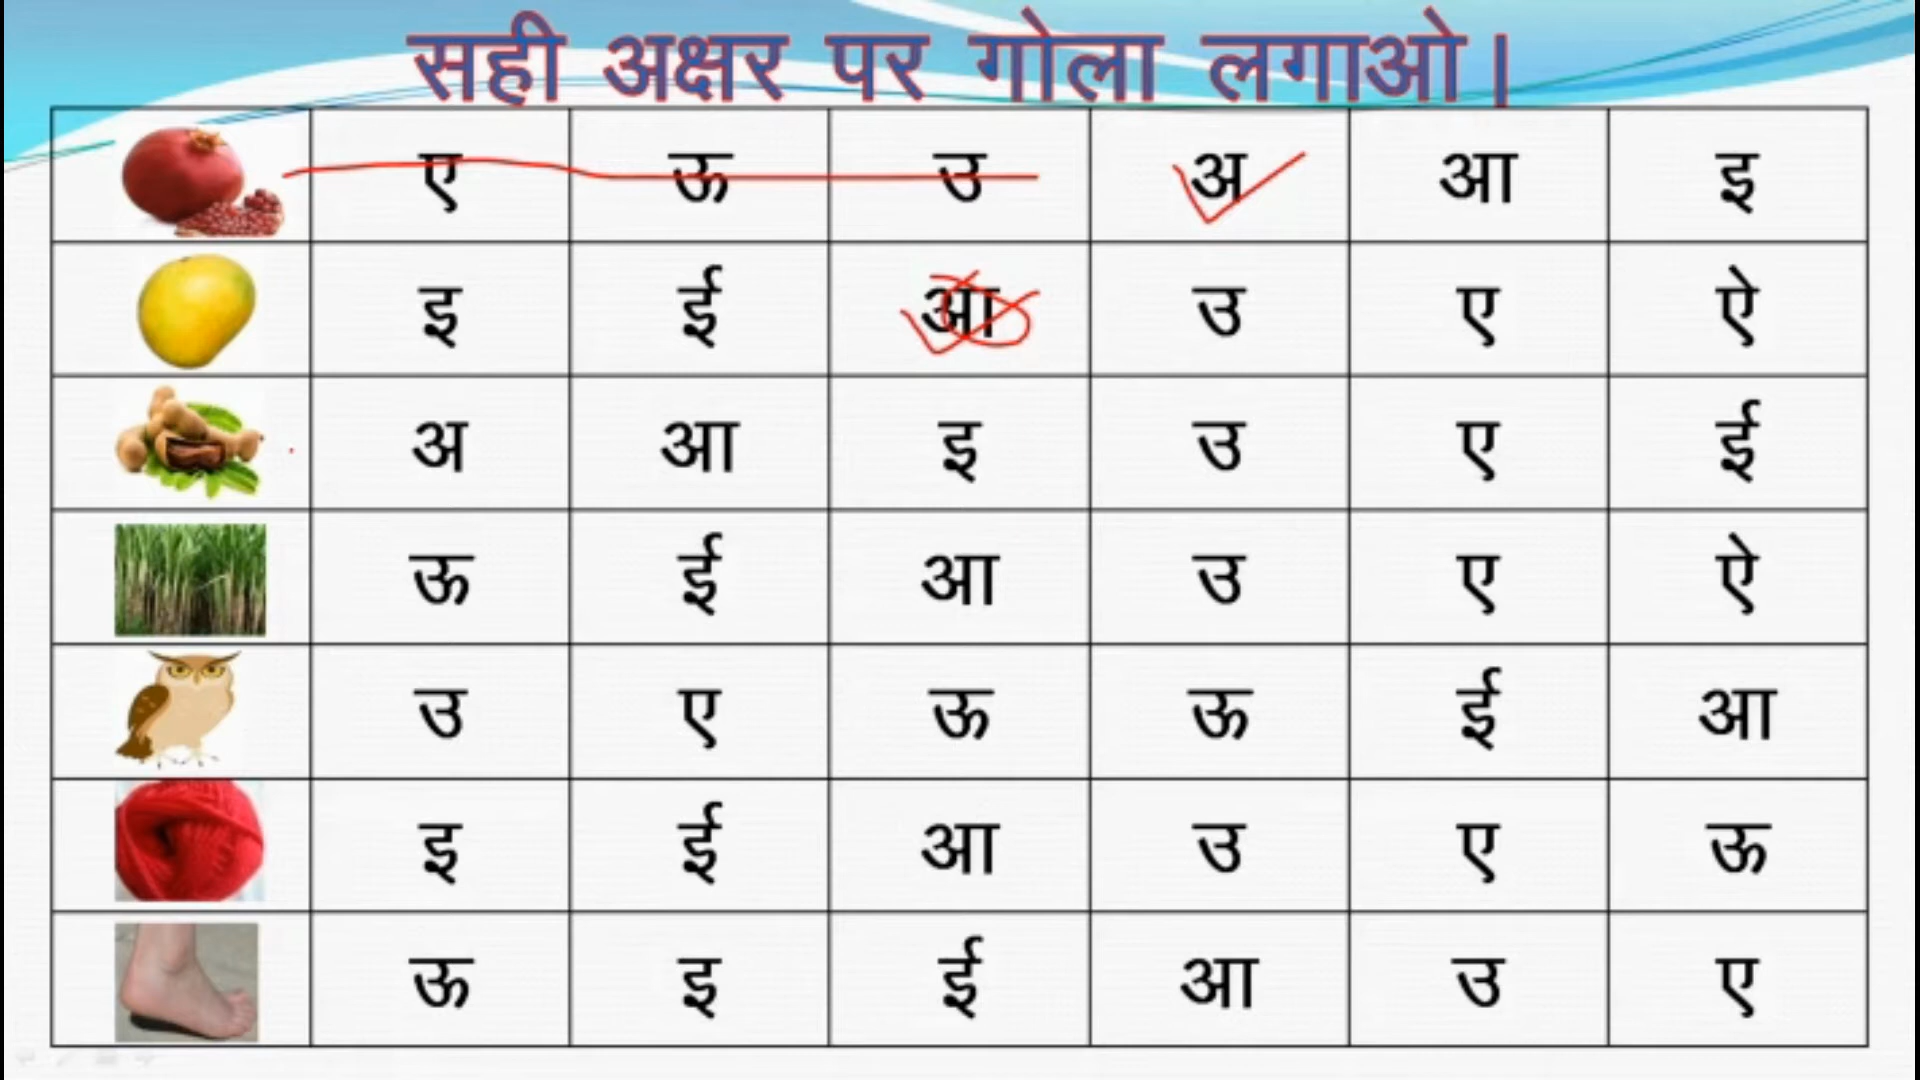 सही अक्षर पर गोला लगाओ।
ए ऊ उ अ आ इ
इ ई आ उ ए ऐ
अ आ इ उ ए ई
ऊ ई आ उ ए ऐ
उ ए ऊ ऊ ई आ
इ ई आ उ ए ऊ
ऊ इ ई आ उ ए